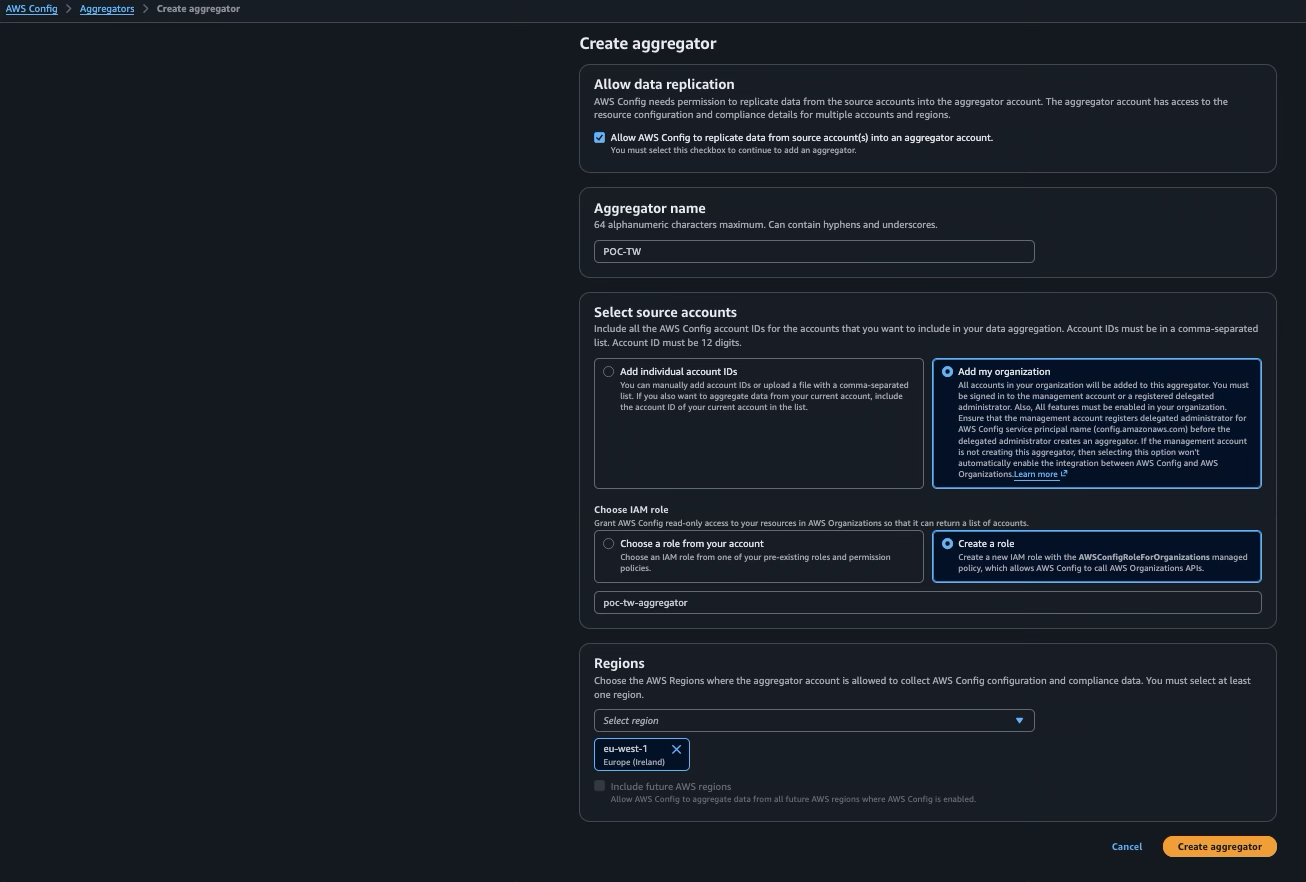 AWS Config > Aggregators > Create aggregator
Create aggregator
Allow data replication
AWS Config needs permission to replicate data from the source accounts into the aggregator account. The aggregator account has access to the
resource configuration and compliance details for multiple accounts and regions.
Allow AWS Config to replicate data from source account(s) into an aggregator account.
You must select this checkbox to continue to add an aggregator.
Aggregator name
64 alphanumeric characters maximum. Can contain hyphens and underscores.
POC-TW
Select source accounts
Include all the AWS Config account IDs for the accounts that you want to include in your data aggregation. Account IDs must be in a comma-separated
list. Account ID must be 12 digits.
Add individual account IDs
You can manually add account IDs or upload a file with a comma-separated
list. If you also want to aggregate data from your current account, include
the account ID of your current account in the list.
Add my organization
All accounts in your organization will be added to this aggregator. You must
be signed in to the management account or a registered delegated
administrator. Also, All features must be enabled in your organization.
Ensure that the management account registers delegated administrator for
AWS Config service principal name (config.amazonaws.com) before the
delegated administrator creates an aggregator. If the management account
is not creating this aggregator, then selecting this option won't
automatically enable the integration between AWS Config and AWS
Organizations.Learn more
Choose IAM role
Grant AWS Config read-only access to your resources in AWS Organizations so that it can return a list of accounts.
Choose a role from your account
Choose an IAM role from one of your pre-existing roles and permission
policies.
Create a role
Create a new IAM role with the AWSConfigRoleForOrganizations managed
policy, which allows AWS Config to call AWS Organizations APIs.
poc-tw-aggregator
Regions
Choose the AWS Regions where the aggregator account is allowed to collect AWS Config configuration and compliance data. You must select at least
one region.
Select region
eu-west-1
Europe (Ireland)
Include future AWS regions
Allow AWS Config to aggregate data from all future AWS regions where AWS Config is enabled.
Cancel
Create aggregator